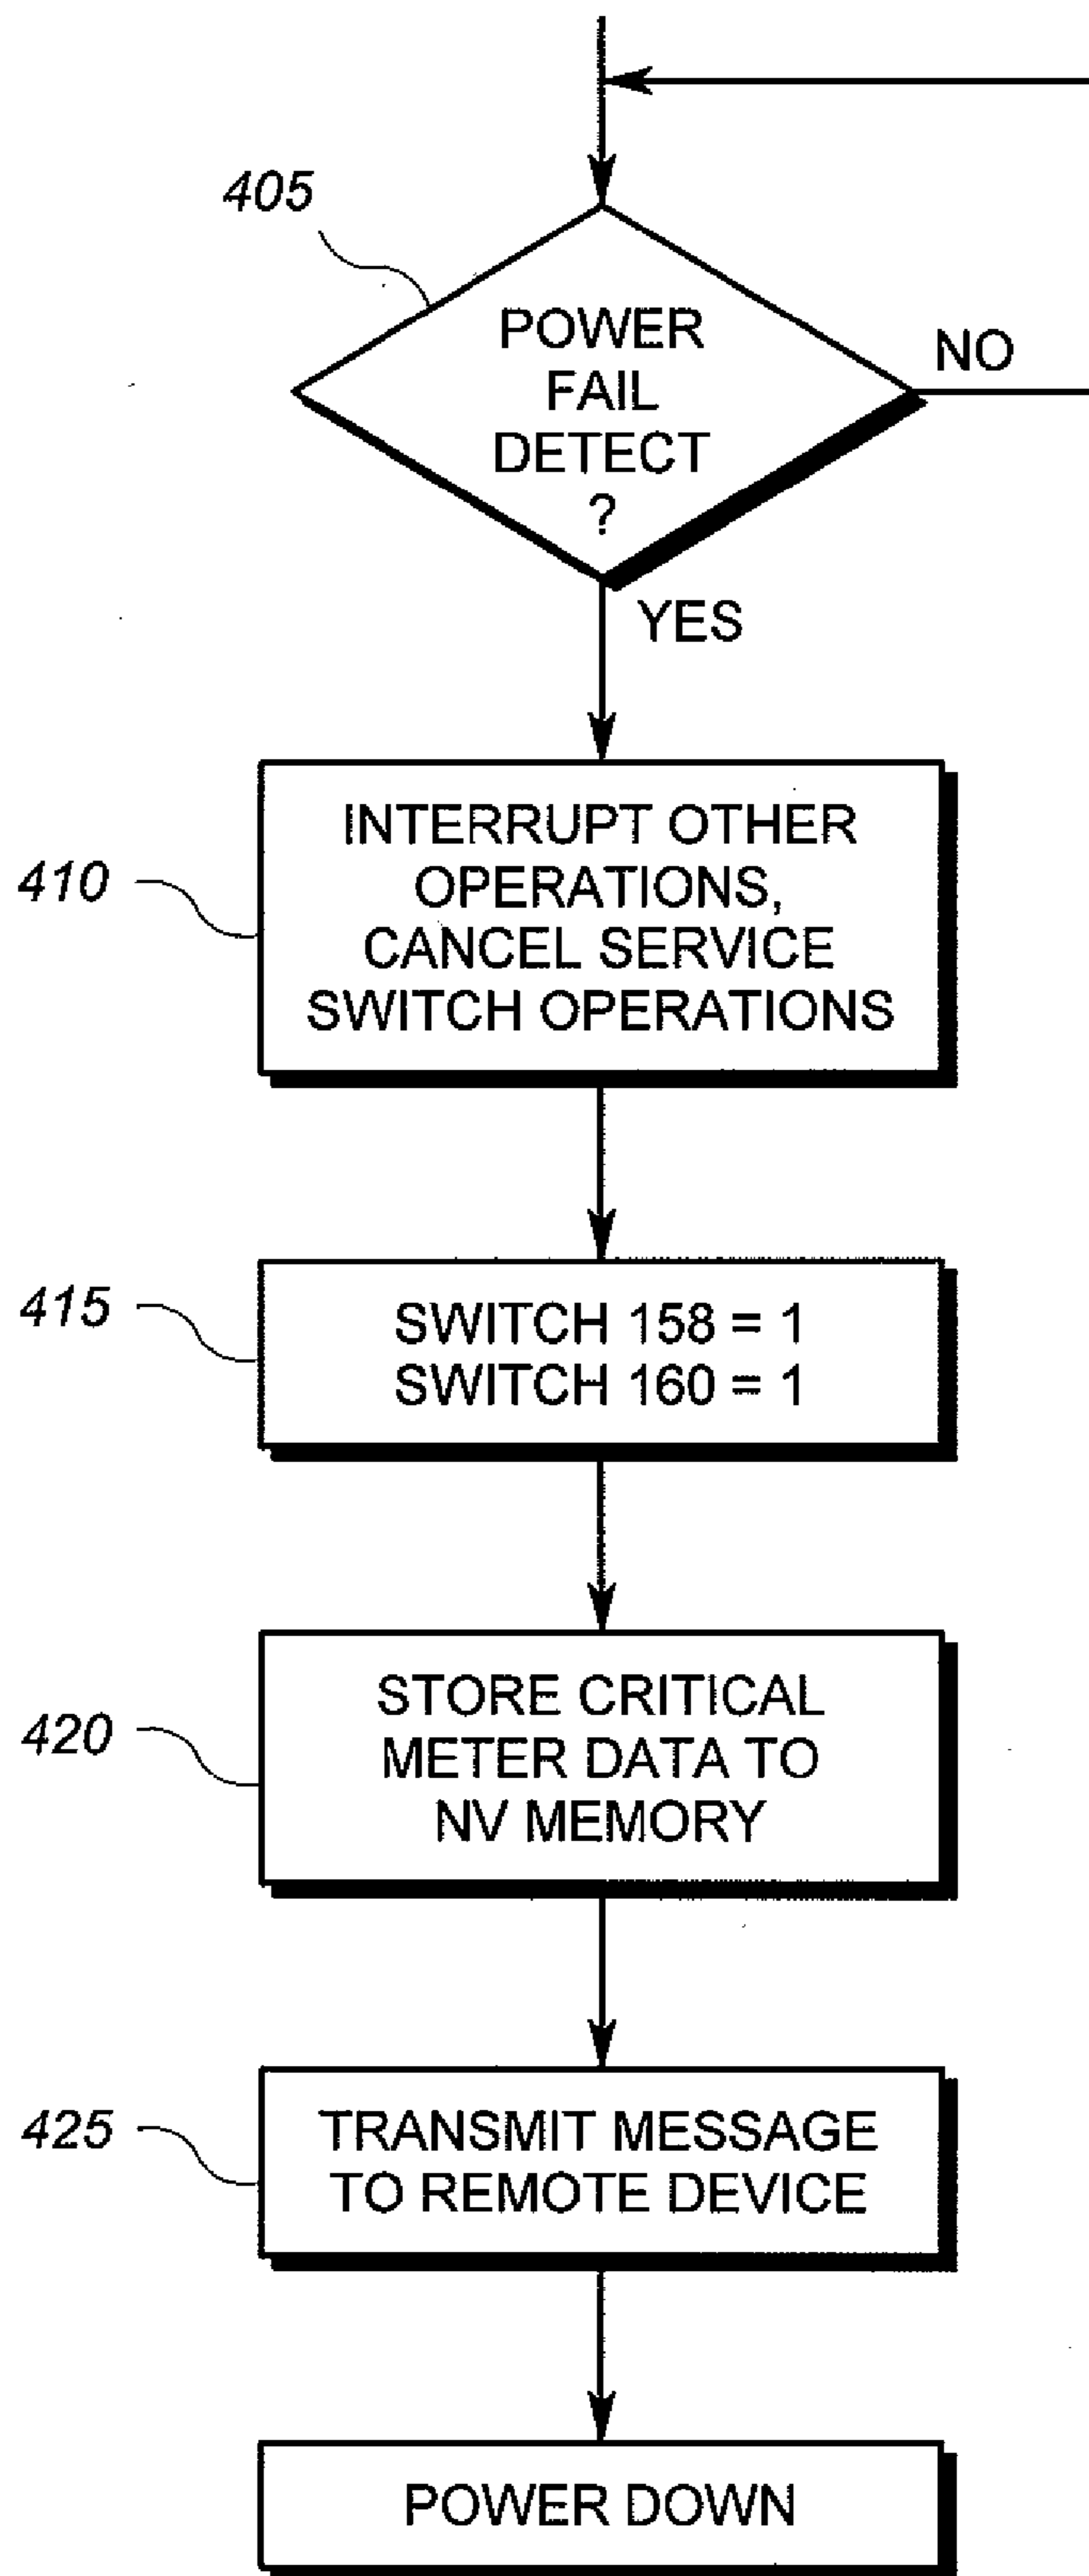 405
POWER
FAIL
DETECT
?
NO
YES
410
INTERRUPT OTHER
OPERATIONS,
CANCEL SERVICE
SWITCH OPERATIONS
415
SWITCH 158 = 1
SWITCH 160 = 1
420
STORE CRITICAL
METER DATA TO
NV MEMORY
425
TRANSMIT MESSAGE
TO REMOTE DEVICE
POWER DOWN